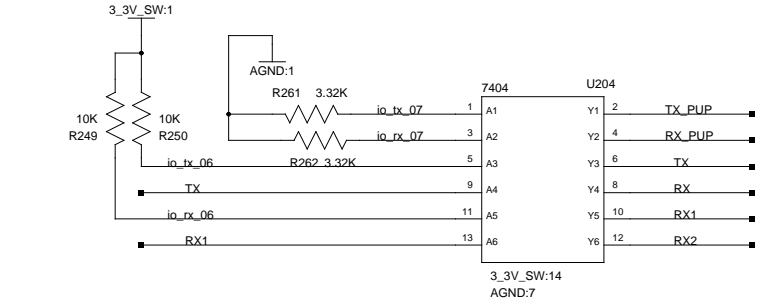 3_3V_SW:1
AGND:1
7404 U204
R261 3.32K
io_tx_07 1 A1 Y1 2 TX_PUP
10K 10K
R249 R250
io_rx_07 3 A2 Y2 4 RX_PUP
R262 3.32K
io_tx_06 5 A3 Y3 6 TX
TX 9 A4 Y4 8 RX
io_rx_06 11 A5 Y5 10 RX1
RX1 13 A6 Y6 12 RX2
3_3V_SW:14
AGND:7